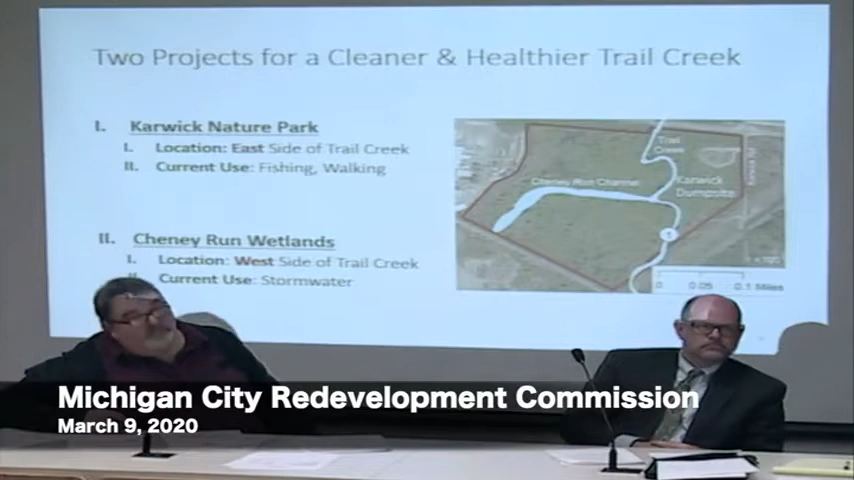 Two Projects for a Cleaner & Healthier Trail Creek
I. Karwick Nature Park
I. Location: East Side of Trail Creek
II. Current Use: Fishing, Walking
II. Cheney Run Wetlands
I. Location: West Side of Trail Creek
II. Current Use: Stormwater
Trail
Creek
Cheney Run Channel
Karwick
Dumpsite
1
0 0.05 0.1 Miles
Michigan City Redevelopment Commission
March 9, 2020